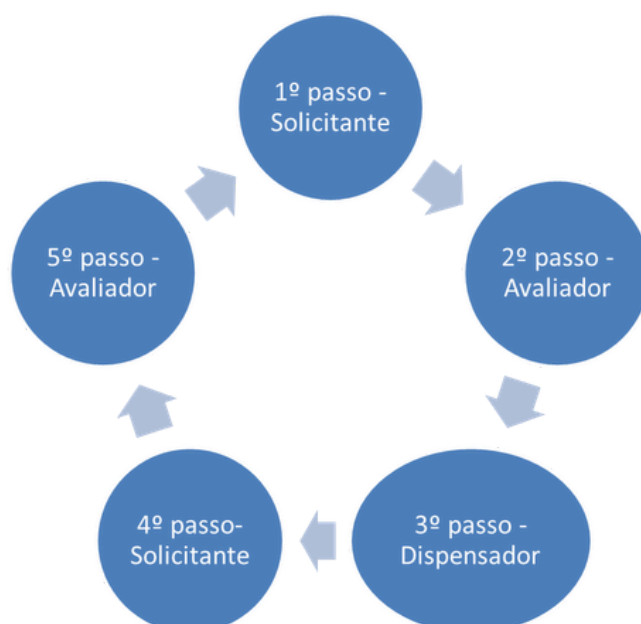 1º passo -
Solicitante
2º passo -
Avaliador
3º passo -
Dispensador
4º passo-
Solicitante
5º passo -
Avaliador